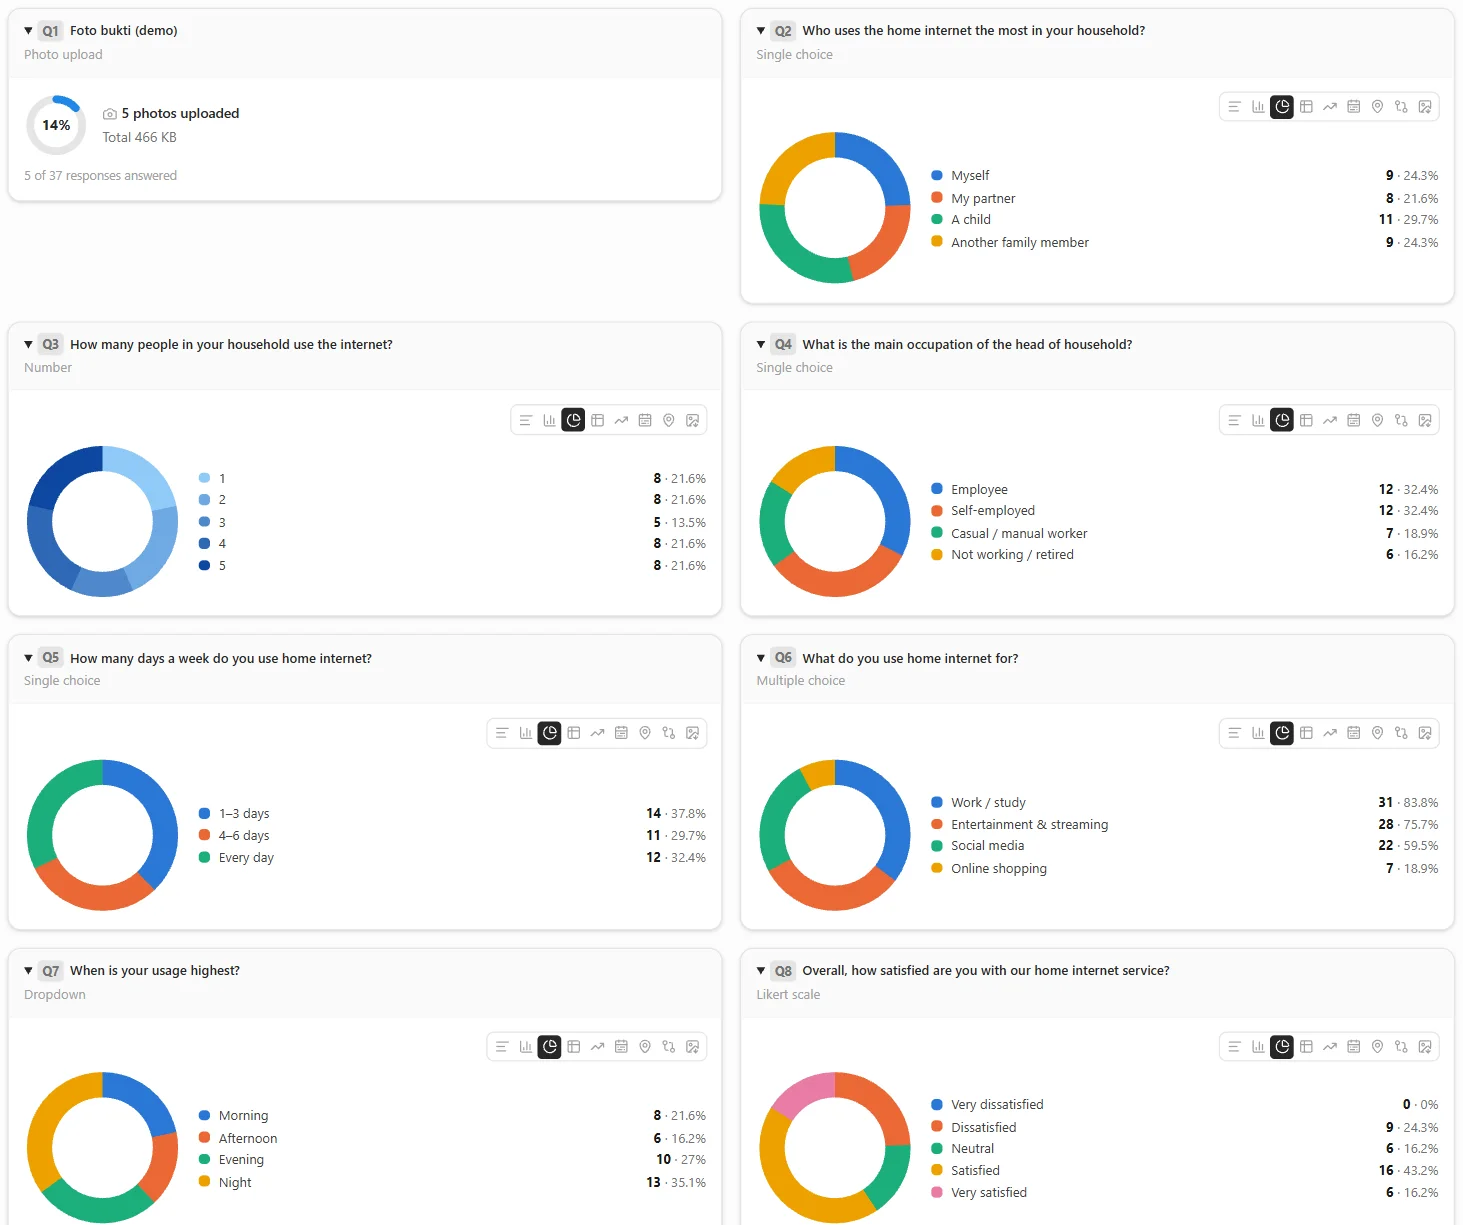 Q1 Foto bukti (demo)
Photo upload
14%
5 photos uploaded
Total 466 KB
5 of 37 responses answered
Q2 Who uses the home internet the most in your household?
Single choice
Myself 9 · 24.3%
My partner 8 · 21.6%
A child 11 · 29.7%
Another family member 9 · 24.3%
Q3 How many people in your household use the internet?
Number
1 8 · 21.6%
2 8 · 21.6%
3 5 · 13.5%
4 8 · 21.6%
5 8 · 21.6%
Q4 What is the main occupation of the head of household?
Single choice
Employee 12 · 32.4%
Self-employed 12 · 32.4%
Casual / manual worker 7 · 18.9%
Not working / retired 6 · 16.2%
Q5 How many days a week do you use home internet?
Single choice
1–3 days 14 · 37.8%
4–6 days 11 · 29.7%
Every day 12 · 32.4%
Q6 What do you use home internet for?
Multiple choice
Work / study 31 · 83.8%
Entertainment & streaming 28 · 75.7%
Social media 22 · 59.5%
Online shopping 7 · 18.9%
Q7 When is your usage highest?
Dropdown
Morning 8 · 21.6%
Afternoon 6 · 16.2%
Evening 10 · 27%
Night 13 · 35.1%
Q8 Overall, how satisfied are you with our home internet service?
Likert scale
Very dissatisfied 0 · 0%
Dissatisfied 9 · 24.3%
Neutral 6 · 16.2%
Satisfied 16 · 43.2%
Very satisfied 6 · 16.2%